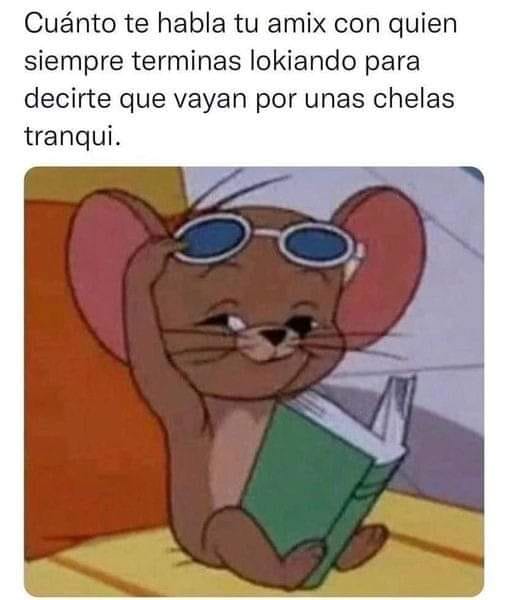 Cuánto te habla tu amix con quien
siempre terminas lokiando para
decirte que vayan por unas chelas
tranqui.